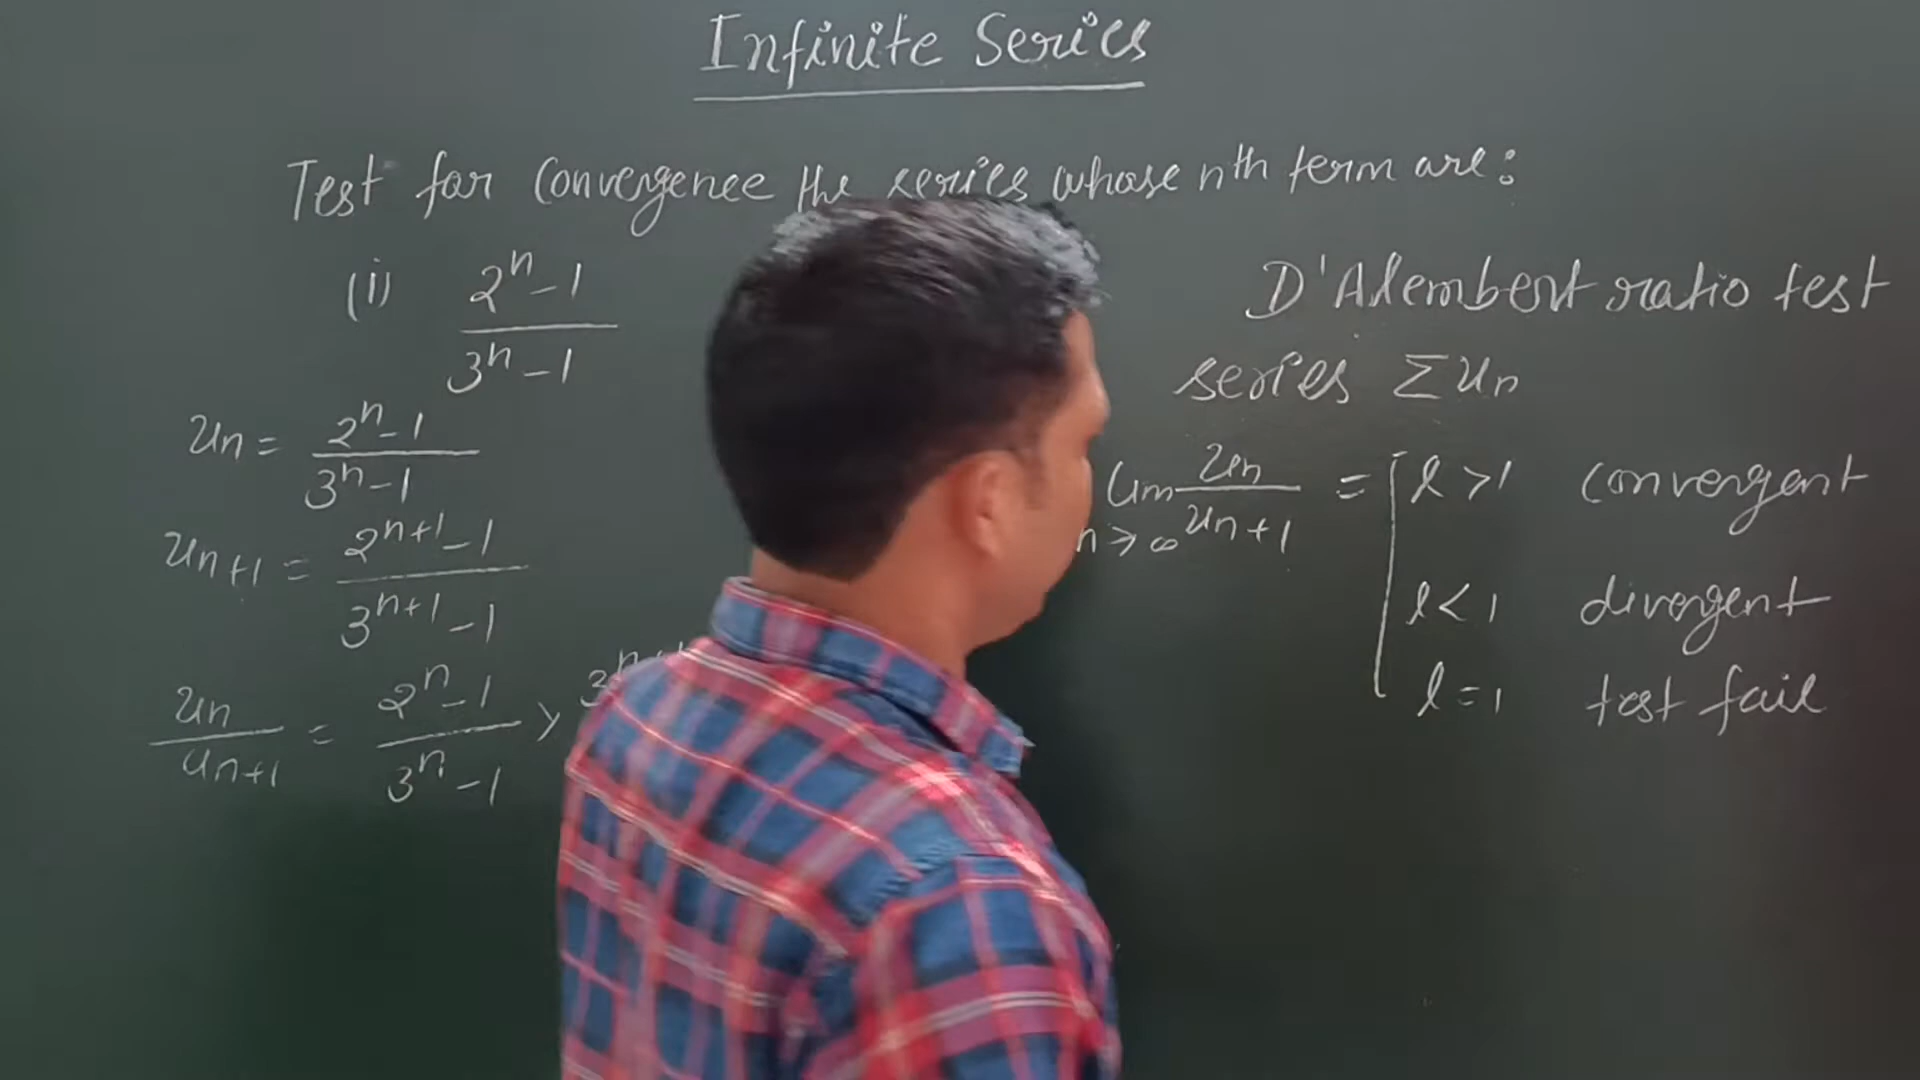 Infinite Series
Test for Convergence the series whose nth term are:
(i) 2^n-1 / 3^n-1
un = 2^n-1 / 3^n-1
un+1 = 2^n+1-1 / 3^n+1-1
un / un+1 = 2^n-1 / 3^n-1 × 3^n
D'Alembert ratio test
series Σun
Lim n→∞ un / un+1 = l>1 convergent
l<1 divergent
l=1 test fail